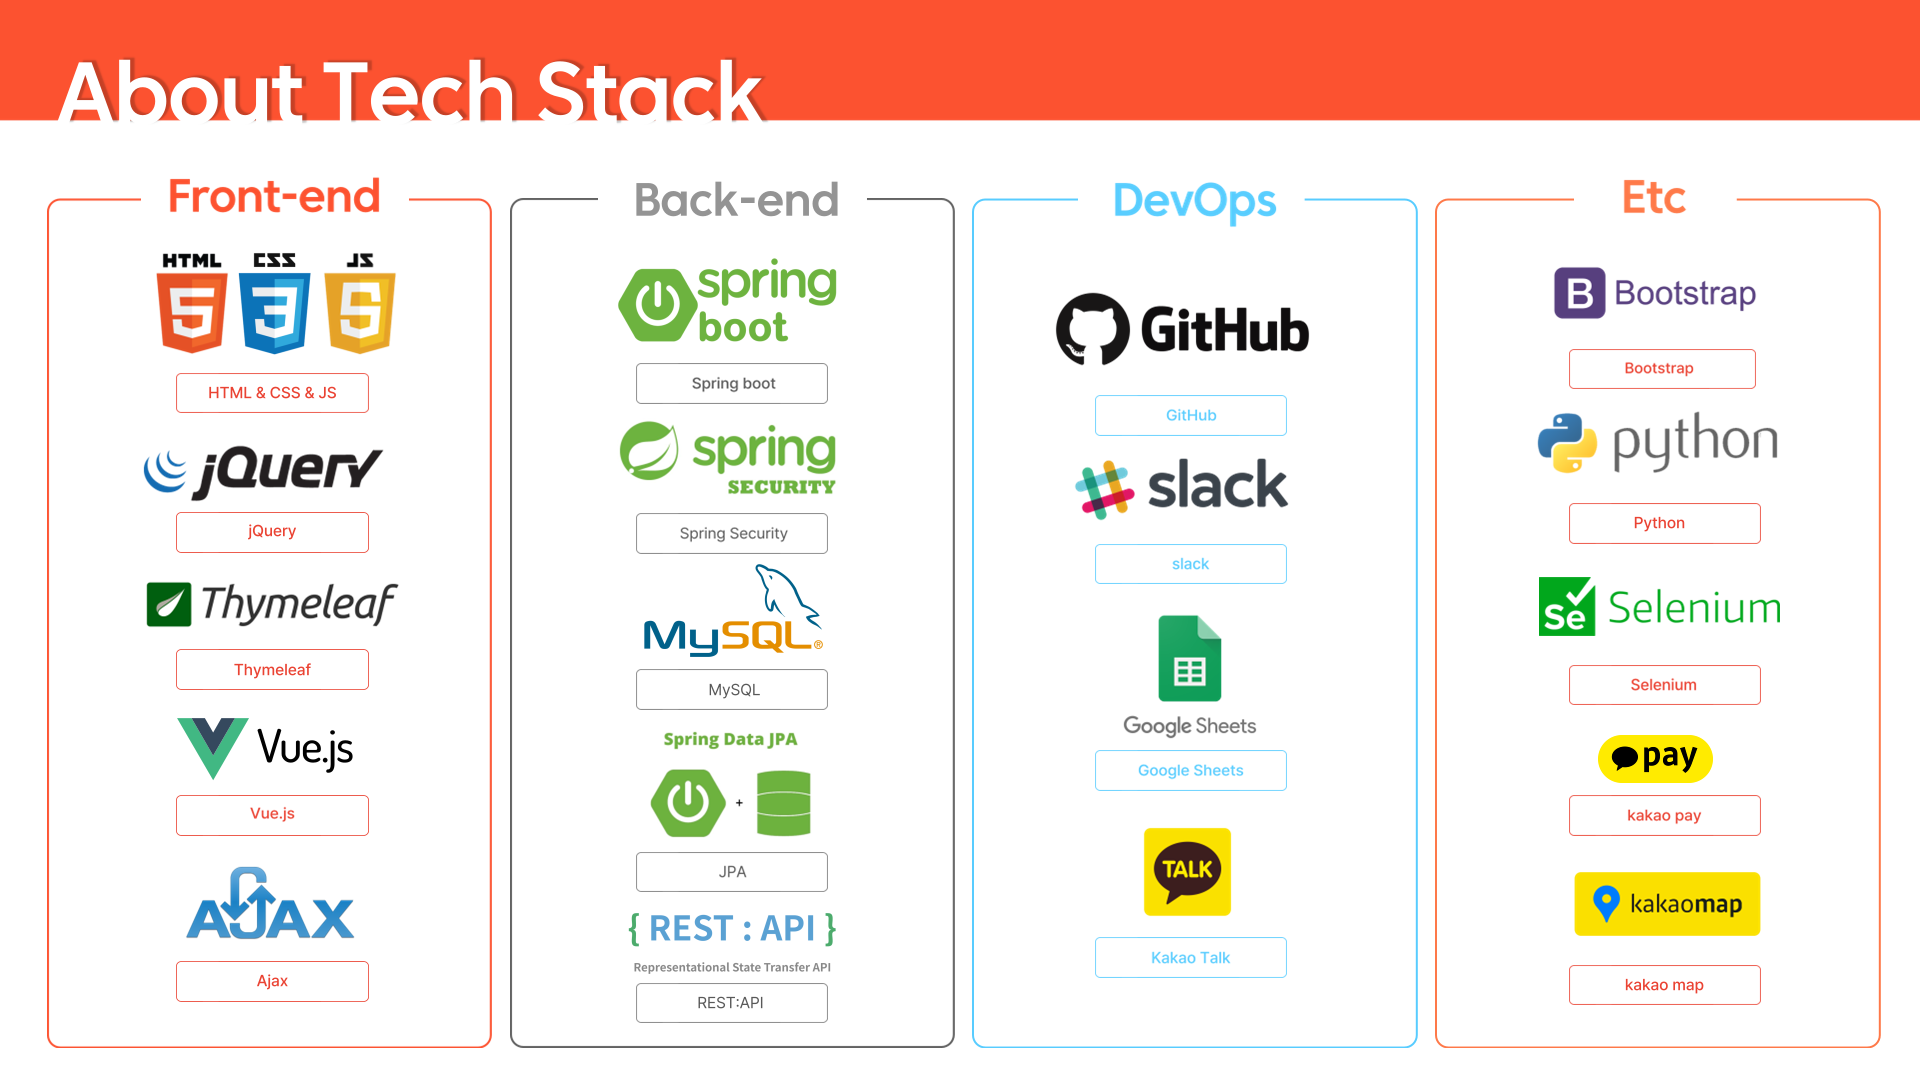 About Tech Stack
Front-end
HTML CSS JS
5 3 5
HTML & CSS & JS
jQuery
jQuery
Thymeleaf
Thymeleaf
Vue.js
Vue.js
AJAX
Ajax
Back-end
spring
boot
Spring boot
spring
SECURITY
Spring Security
MySQL®
MySQL
Spring Data JPA
+
JPA
{ REST : API }
Representational State Transfer API
REST:API
DevOps
GitHub
GitHub
slack
slack
Google Sheets
Google Sheets
TALK
Kakao Talk
Etc
B Bootstrap
Bootstrap
python
Python
Se Selenium
Selenium
pay
kakao pay
kakaomap
kakao map